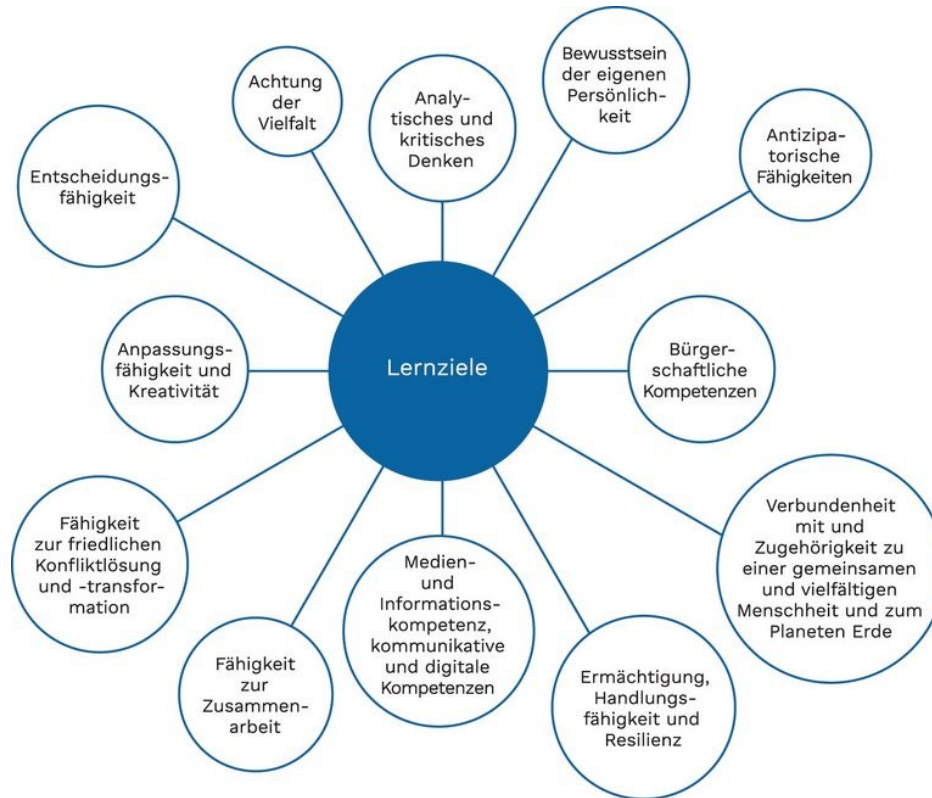 Achtung
der
Vielfalt
Analy-
tisches und
kritisches
Denken
Bewusstsein
der eigenen
Persönlich-
keit
Antizipa-
torische
Fähigkeiten
Entscheidungs-
fähigkeit
Anpassungs-
fähigkeit und
Kreativität
Lernziele
Bürger-
schaftliche
Kompetenzen
Fähigkeit
zur friedlichen
Konfliktlösung
und -transfor-
mation
Fähigkeit
zur
Zusammen-
arbeit
Medien-
und
Informations-
kompetenz,
kommunikative
und digitale
Kompetenzen
Ermächtigung,
Handlungs-
fähigkeit und
Resilienz
Verbundenheit
mit und
Zugehörigkeit zu
einer gemeinsamen
und vielfältigen
Menschheit und zum
Planeten Erde